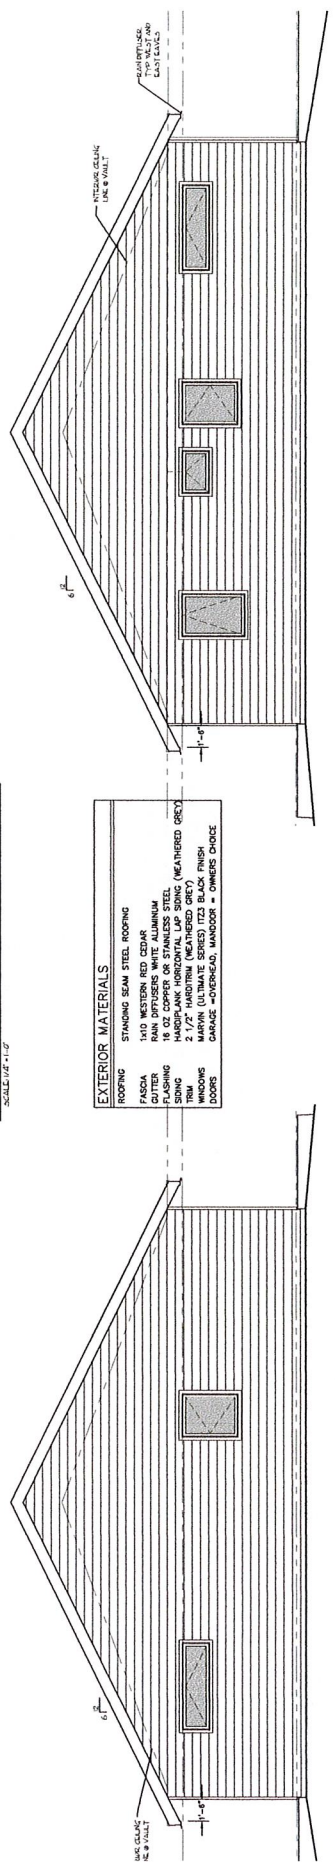 SCALE: 1/4" = 1'-0"
RAIN DIFFUSER
TYP. WEST AND
EAST EAVES
INTERIOR CEILING
LINE @ VAULT
12
6
1'-6"
EXTERIOR MATERIALS
ROOFING STANDING SEAM STEEL ROOFING
FASCIA 1x10 WESTERN RED CEDAR
GUTTER RAIN DIFFUSERS WHITE ALUMINUM
FLASHING 16 OZ COPPER OR STAINLESS STEEL
SIDING HARDIPLANK HORIZONTAL LAP SIDING (WEATHERED GREY)
TRIM 2 1/2" HARDITRIM (WEATHERED GREY)
WINDOWS MARVIN (ULTIMATE SERIES) ITZ3 BLACK FINISH
DOORS GARAGE =OVERHEAD, MANDOOR = OWNERS CHOICE
12
6
CEILING
@ VAULT
1'-6"